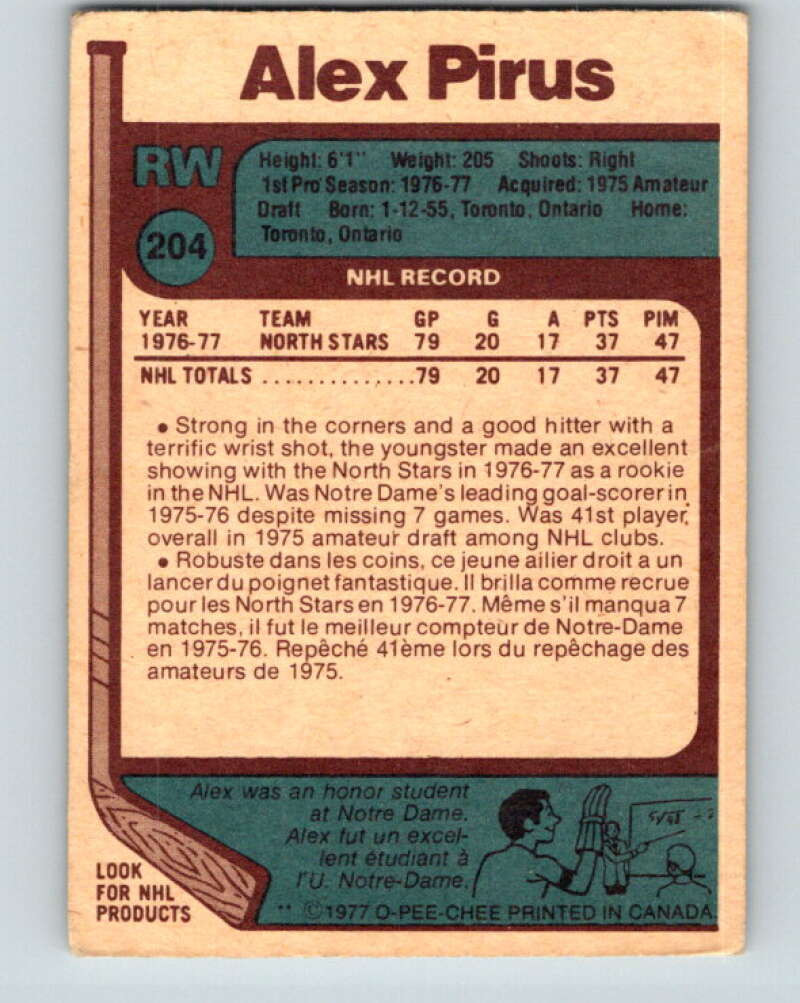 Alex Pirus
RW
Height: 6'1" Weight: 205 Shoots: Right
1st Pro Season: 1976-77 Acquired: 1975 Amateur
Draft Born: 1-12-55, Toronto, Ontario Home:
Toronto, Ontario
204
NHL RECORD
YEAR TEAM GP G A PTS PIM
1976-77 NORTH STARS 79 20 17 37 47
NHL TOTALS ..............79 20 17 37 47
• Strong in the corners and a good hitter with a
terrific wrist shot, the youngster made an excellent
showing with the North Stars in 1976-77 as a rookie
in the NHL. Was Notre Dame's leading goal-scorer in
1975-76 despite missing 7 games. Was 41st player
overall in 1975 amateur draft among NHL clubs.
• Robuste dans les coins, ce jeune ailier droit a un
lancer du poignet fantastique. Il brilla comme recrue
pour les North Stars en 1976-77. Même s'il manqua 7
matches, il fut le meilleur compteur de Notre-Dame
en 1975-76. Repêché 41ème lors du repêchage des
amateurs de 1975.
Alex was an honor student
at Notre Dame.
Alex fut un excel-
lent étudiant à
l'U. Notre-Dame.
LOOK
FOR NHL
PRODUCTS
** ©1977 O-PEE-CHEE PRINTED IN CANADA